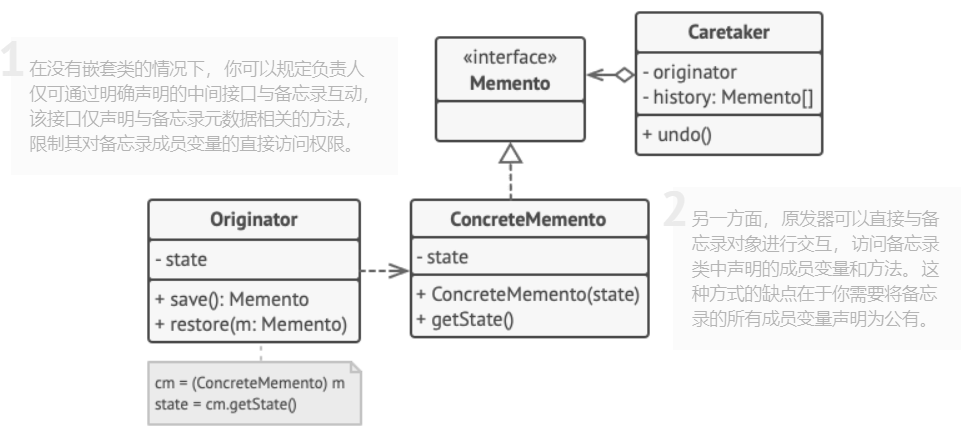 1
在没有嵌套类的情况下，你可以规定负责人
仅可通过明确声明的中间接口与备忘录互动，
该接口仅声明与备忘录元数据相关的方法，
限制其对备忘录成员变量的直接访问权限。
«interface»
Memento
Caretaker
- originator
- history: Memento[]
+ undo()
Originator
- state
+ save(): Memento
+ restore(m: Memento)
cm = (ConcreteMemento) m
state = cm.getState()
ConcreteMemento
- state
+ ConcreteMemento(state)
+ getState()
2
另一方面，原发器可以直接与备
忘录对象进行交互，访问备忘录
类中声明的成员变量和方法。这
种方式的缺点在于你需要将备忘
录的所有成员变量声明为公有。